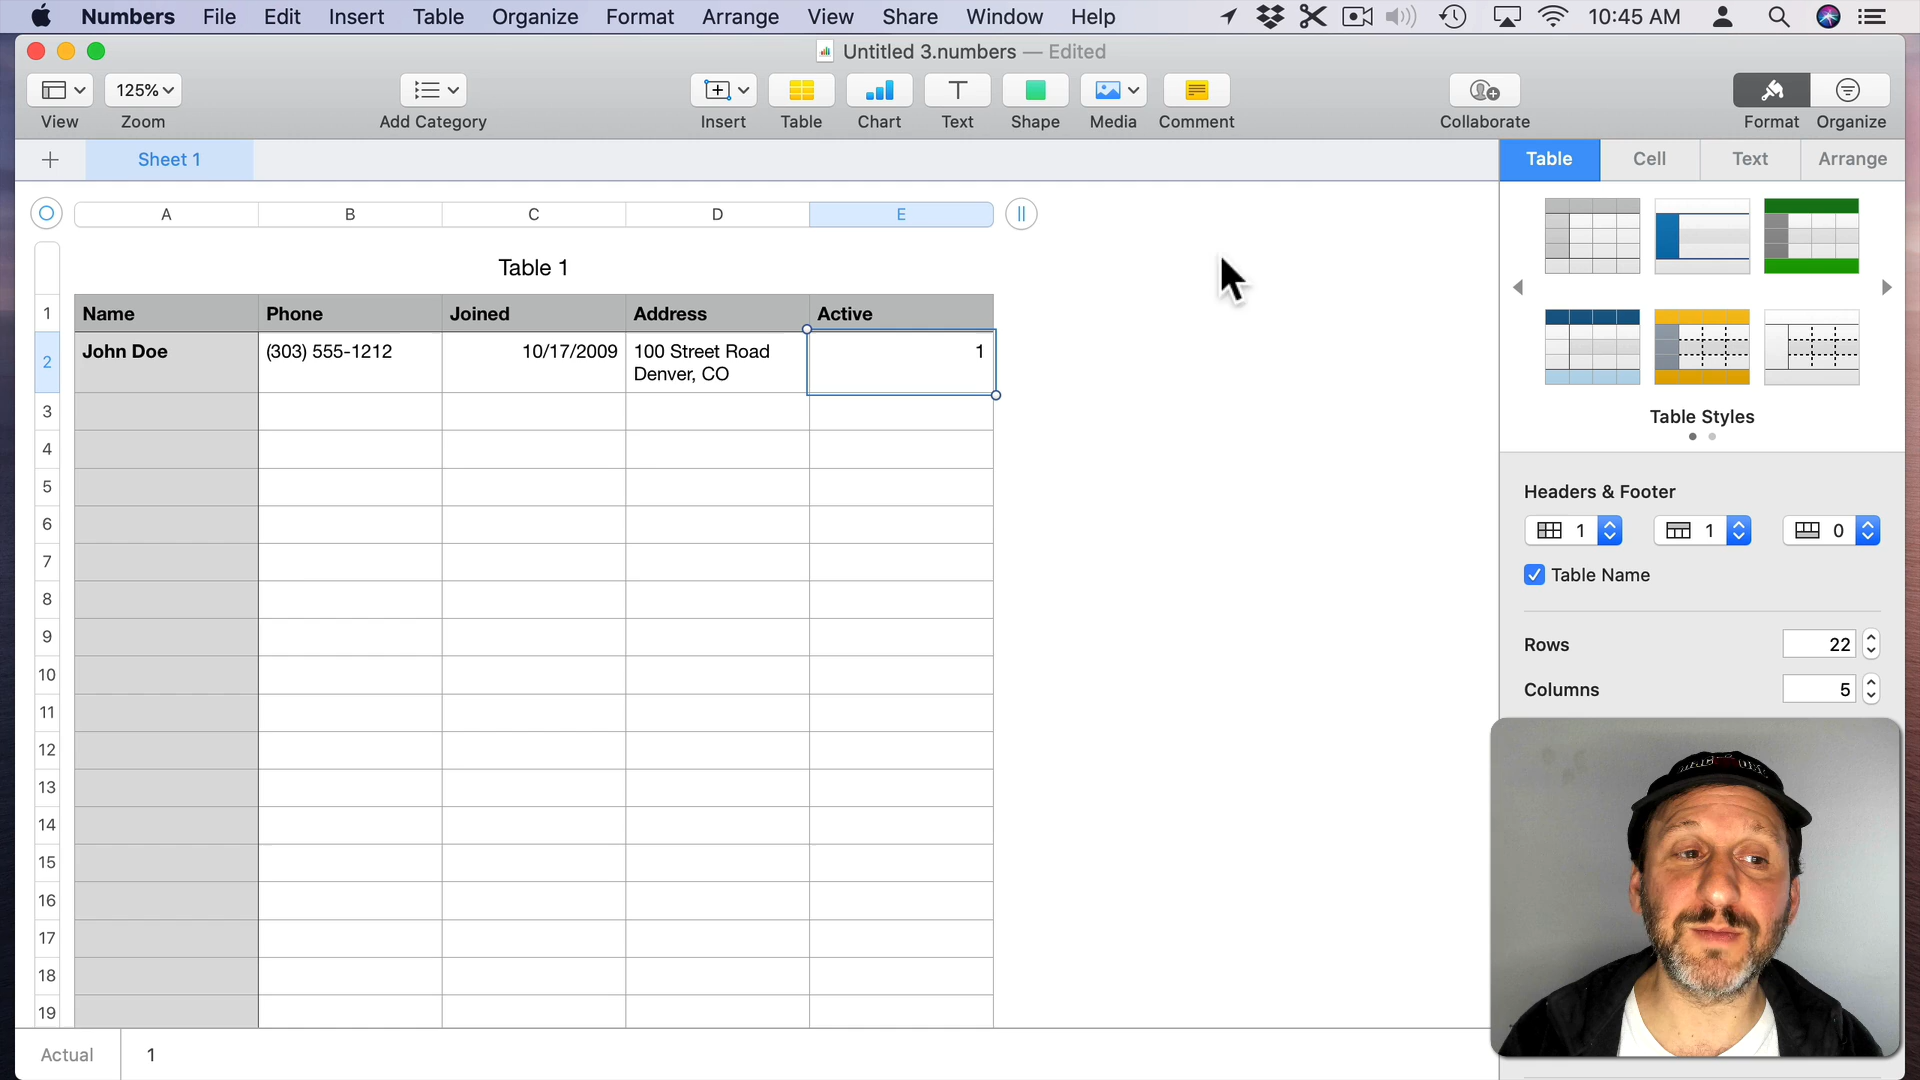 Numbers File Edit Insert Table Organize Format Arrange View Share Window Help 10:45 AM
Untitled 3.numbers — Edited
125%
View Zoom Add Category Insert Table Chart Text Shape Media Comment Collaborate Format Organize
Sheet 1
Table Cell Text Arrange
A B C D E
Table 1
1 Name Phone Joined Address Active
2 John Doe (303) 555-1212 10/17/2009 100 Street Road 1
Denver, CO
3
4
5
6
7
8
9
10
11
12
13
14
15
16
17
18
19
Table Styles
Headers & Footer
1 1 0
Table Name
Rows 22
Columns 5
Actual 1